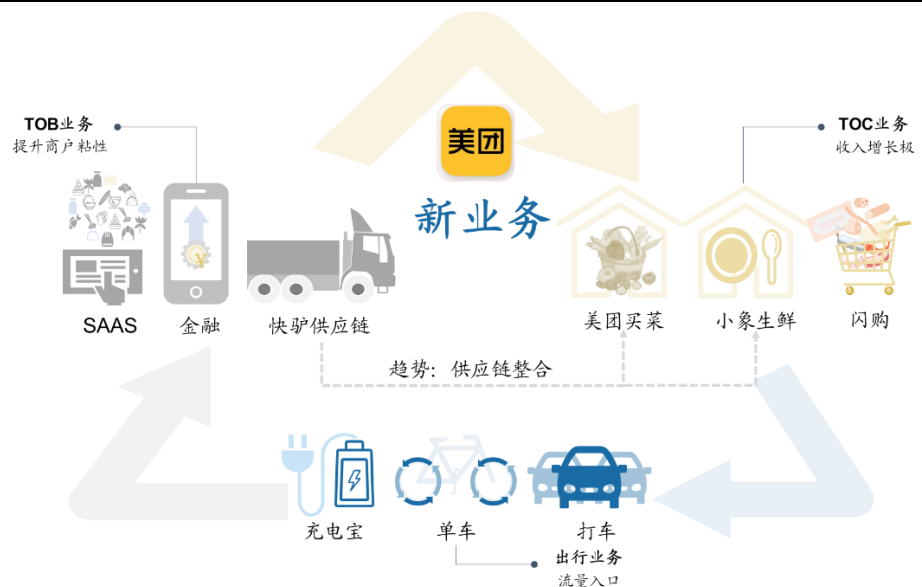 美团
新业务
TOB业务
提升商户粘性
TOC业务
收入增长极
¥
SAAS
金融
快驴供应链
美团买菜
小象生鲜
闪购
趋势：供应链整合
充电宝
单车
打车
出行业务
流量入口